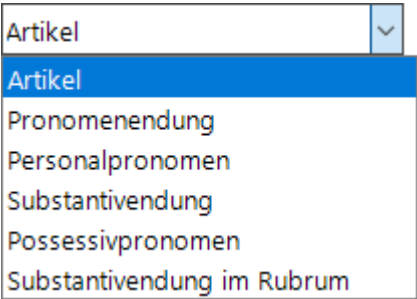 Artikel
Artikel
Pronomenendung
Personalpronomen
Substantivendung
Possessivpronomen
Substantivendung im Rubrum